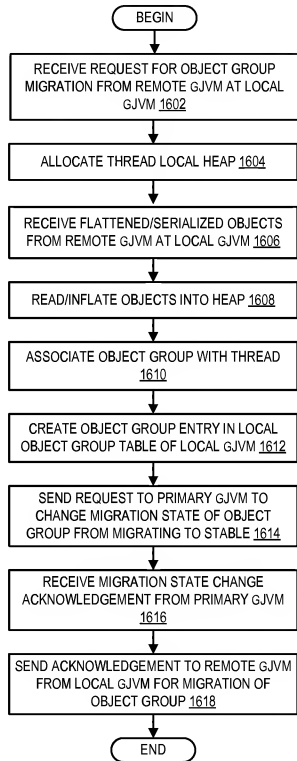 BEGIN
RECEIVE REQUEST FOR OBJECT GROUP
MIGRATION FROM REMOTE GJVM AT LOCAL
GJVM 1602
ALLOCATE THREAD LOCAL HEAP 1604
RECEIVE FLATTENED/SERIALIZED OBJECTS
FROM REMOTE GJVM AT LOCAL GJVM 1606
READ/INFLATE OBJECTS INTO HEAP 1608
ASSOCIATE OBJECT GROUP WITH THREAD
1610
CREATE OBJECT GROUP ENTRY IN LOCAL
OBJECT GROUP TABLE OF LOCAL GJVM 1612
SEND REQUEST TO PRIMARY GJVM TO
CHANGE MIGRATION STATE OF OBJECT
GROUP FROM MIGRATING TO STABLE 1614
RECEIVE MIGRATION STATE CHANGE
ACKNOWLEDGEMENT FROM PRIMARY GJVM
1616
SEND ACKNOWLEDGEMENT TO REMOTE GJVM
FROM LOCAL GJVM FOR MIGRATION OF
OBJECT GROUP 1618
END